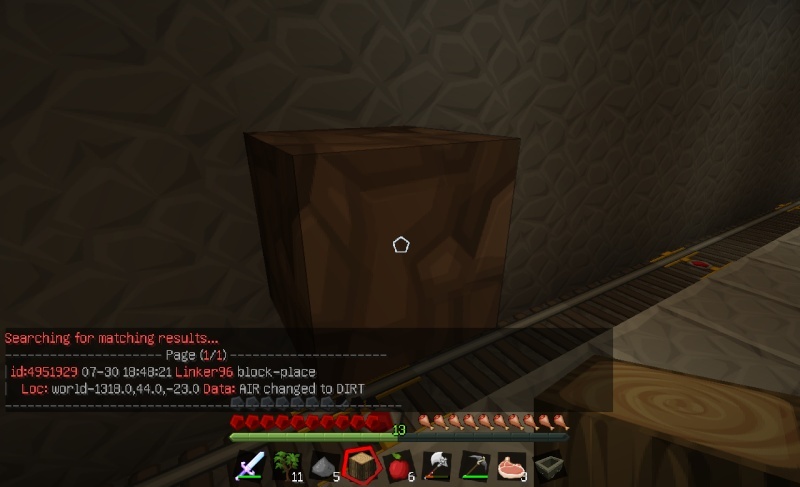 Searching for matching results...
---------------------- Page (1/1) ----------------------
id:4951929 07-30 18:48:21 Linker96 block-place
Loc: world-1318.0,44.0,-23.0 Data: AIR changed to DIRT
13
11 5 6 3